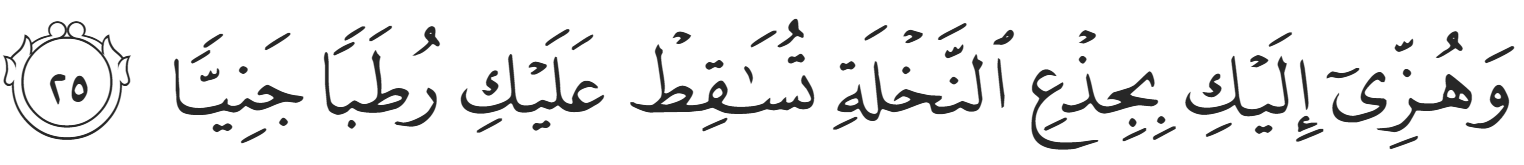 وَهُزِّىٓ إِلَيْكِ بِجِذْعِ ٱلنَّخْلَةِ تُسَـٰقِطْ عَلَيْكِ رُطَبًا جَنِيًّا ٢٥